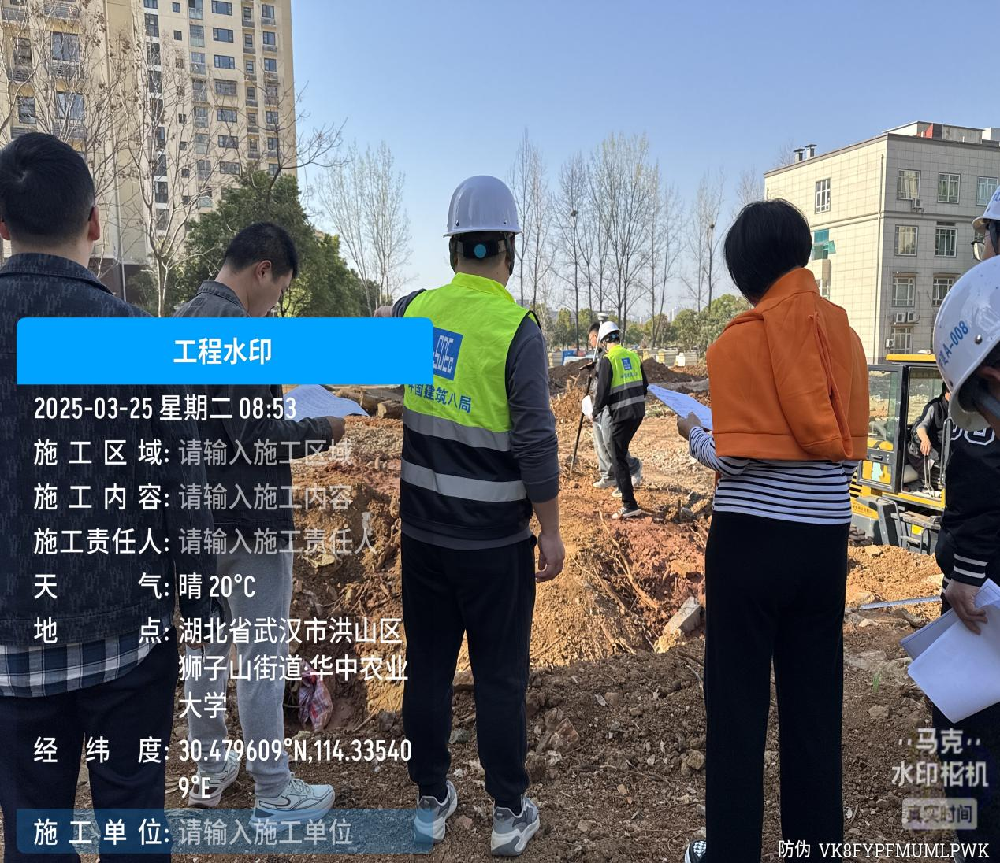 工程水印
2025-03-25 星期二 08:53
施工区域: 请输入施工区域
施工内容: 请输入施工内容
施工责任人: 请输入施工责任人
天气: 晴 20°C
地点: 湖北省武汉市洪山区
狮子山街道·华中农业
大学
经纬度: 30.479609°N,114.33540
9°E
施工单位: 请输入施工单位
中国建筑八局
A-008
马克
水印相机
真实时间
防伪 VK8FYPFMUMLPWK